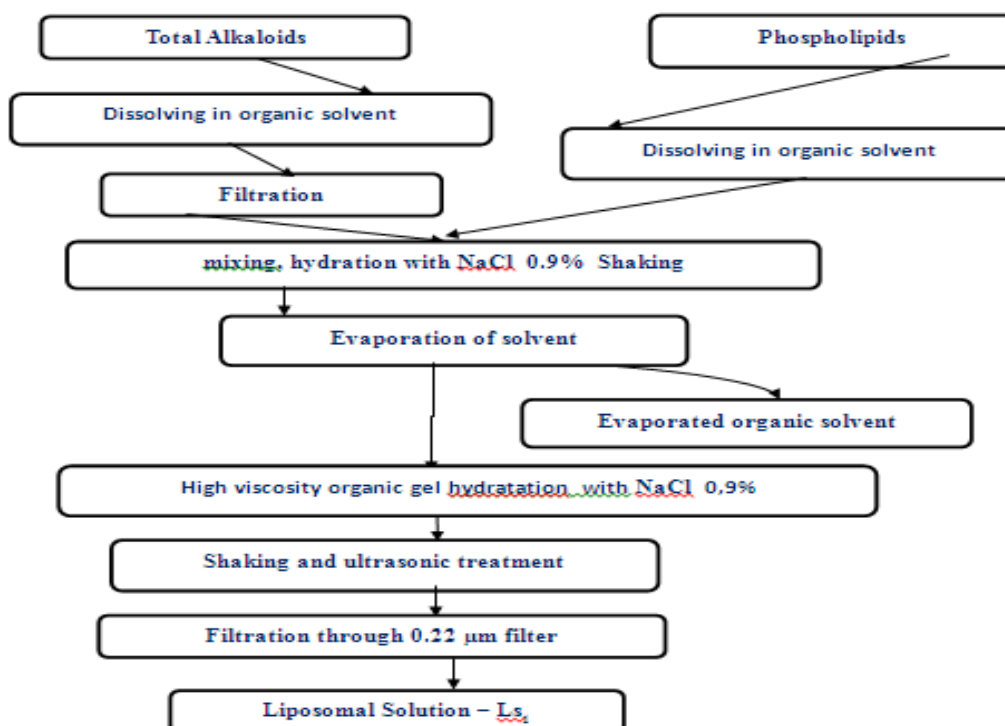 Total Alkaloids
Phospholipids
Dissolving in organic solvent
Dissolving in organic solvent
Filtration
mixing, hydration with NaCl 0.9% Shaking
Evaporation of solvent
Evaporated organic solvent
High viscosity organic gel hydratation with NaCl 0,9%
Shaking and ultrasonic treatment
Filtration through 0.22 μm filter
Liposomal Solution – Ls₁